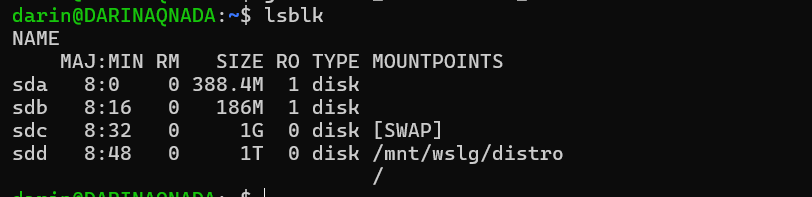 darin@DARINAQNADA:~$ lsblk
NAME
    MAJ:MIN RM   SIZE RO TYPE MOUNTPOINTS
sda   8:0    0 388.4M  1 disk
sdb   8:16   0   186M  1 disk
sdc   8:32   0     1G  0 disk [SWAP]
sdd   8:48   0     1T  0 disk /mnt/wslg/distro
                              /
darin@DARINAQNADA:~$